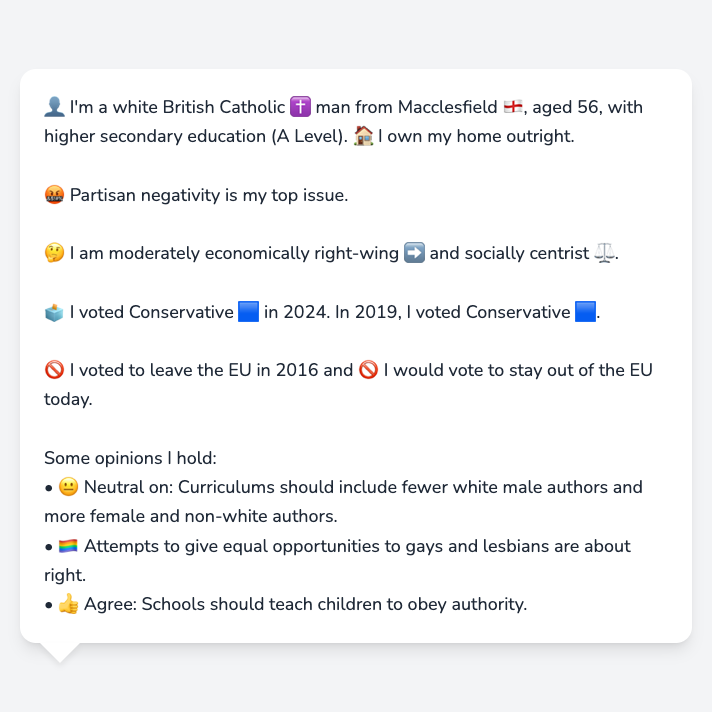 👤 I'm a white British Catholic ✝️ man from Macclesfield 🏴󠁧󠁢󠁥󠁮󠁧󠁿, aged 56, with
higher secondary education (A Level). 🏠 I own my home outright.
🤬 Partisan negativity is my top issue.
🤔 I am moderately economically right-wing ➡️ and socially centrist ⚖️.
🗳️ I voted Conservative 🟦 in 2024. In 2019, I voted Conservative 🟦.
🚫 I voted to leave the EU in 2016 and 🚫 I would vote to stay out of the EU
today.
Some opinions I hold:
• 😐 Neutral on: Curriculums should include fewer white male authors and
more female and non-white authors.
• 🏳️‍🌈 Attempts to give equal opportunities to gays and lesbians are about
right.
• 👍 Agree: Schools should teach children to obey authority.